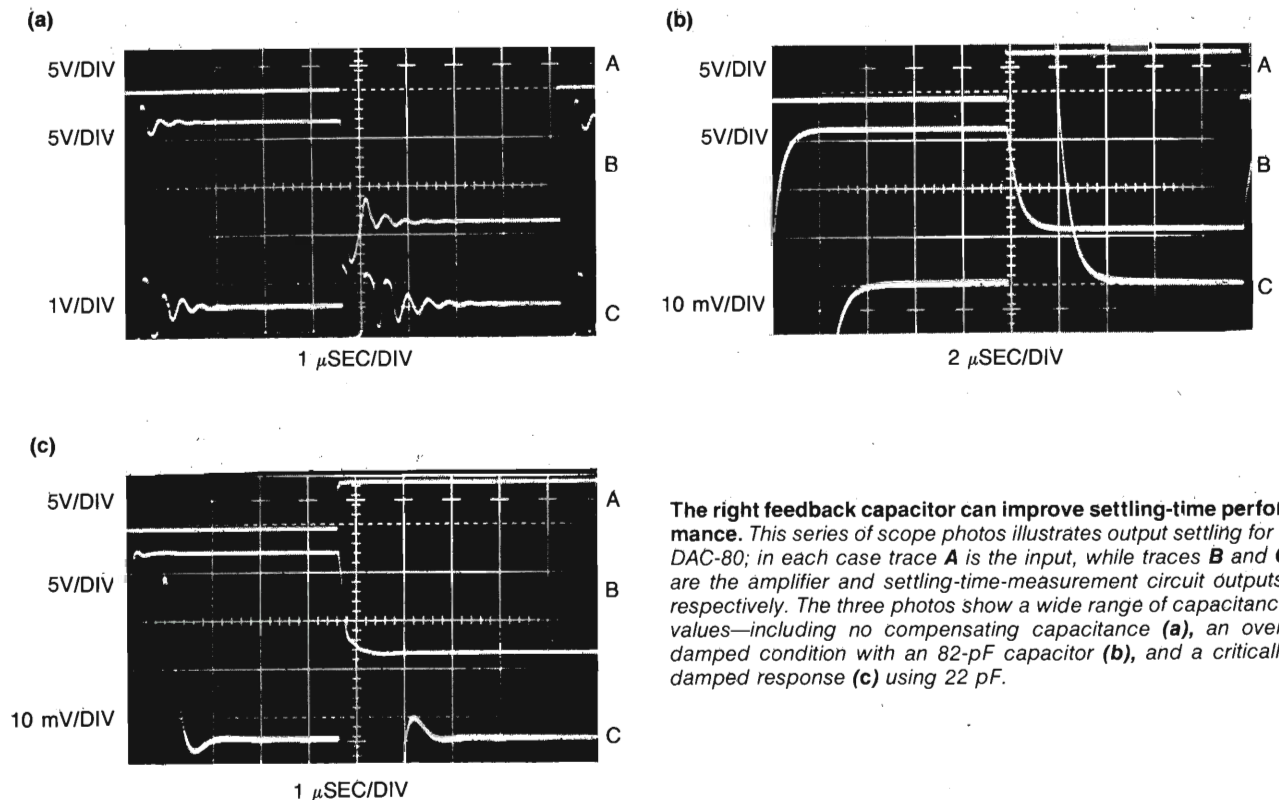 (a)
5V/DIV
A
5V/DIV
B
1V/DIV
C
1 μSEC/DIV
(b)
5V/DIV
A
5V/DIV
B
10 mV/DIV
C
2 μSEC/DIV
(c)
5V/DIV
A
5V/DIV
B
10 mV/DIV
C
1 μSEC/DIV
The right feedback capacitor can improve settling-time perfor
mance. This series of scope photos illustrates output settling for
DAC-80; in each case trace A is the input, while traces B and C
are the amplifier and settling-time-measurement circuit outputs
respectively. The three photos show a wide range of capacitanc
values—including no compensating capacitance (a), an over
damped condition with an 82-pF capacitor (b), and a criticall
damped response (c) using 22 pF.